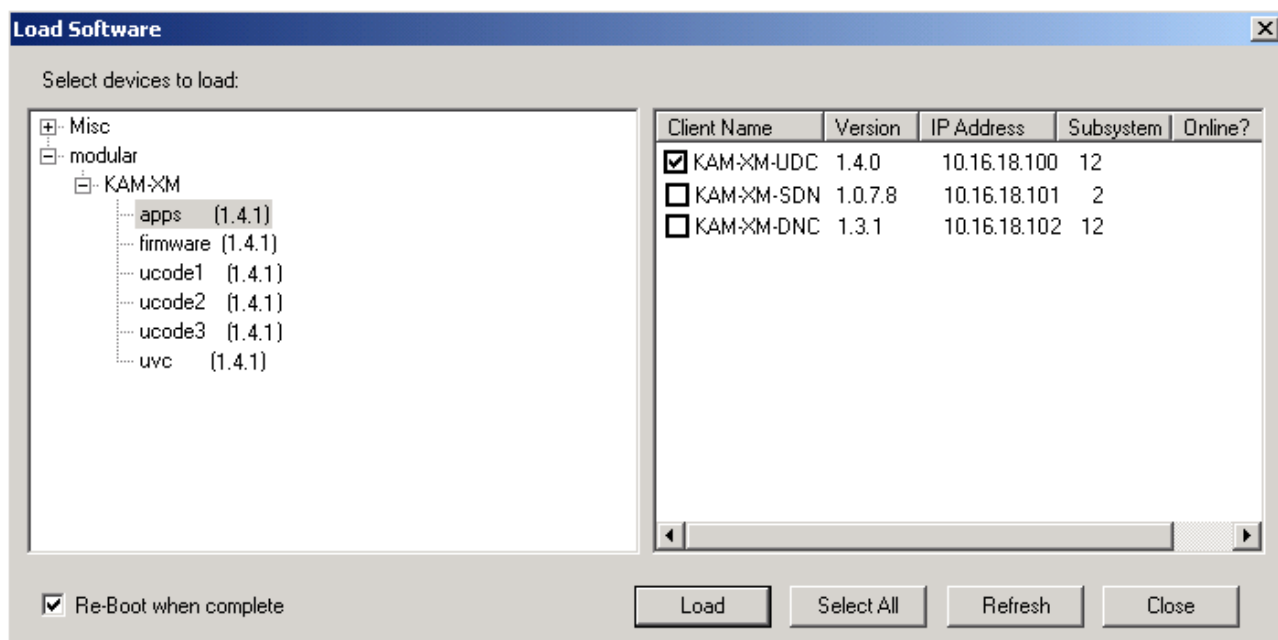 Load Software
Select devices to load:
Misc
modular
KAM-XM
apps (1.4.1)
firmware (1.4.1)
ucode1 (1.4.1)
ucode2 (1.4.1)
ucode3 (1.4.1)
uvc (1.4.1)
Client Name Version IP Address Subsystem Online?
KAM-XM-UDC 1.4.0 10.16.18.100 12
KAM-XM-SDN 1.0.7.8 10.16.18.101 2
KAM-XM-DNC 1.3.1 10.16.18.102 12
Re-Boot when complete
Load Select All Refresh Close